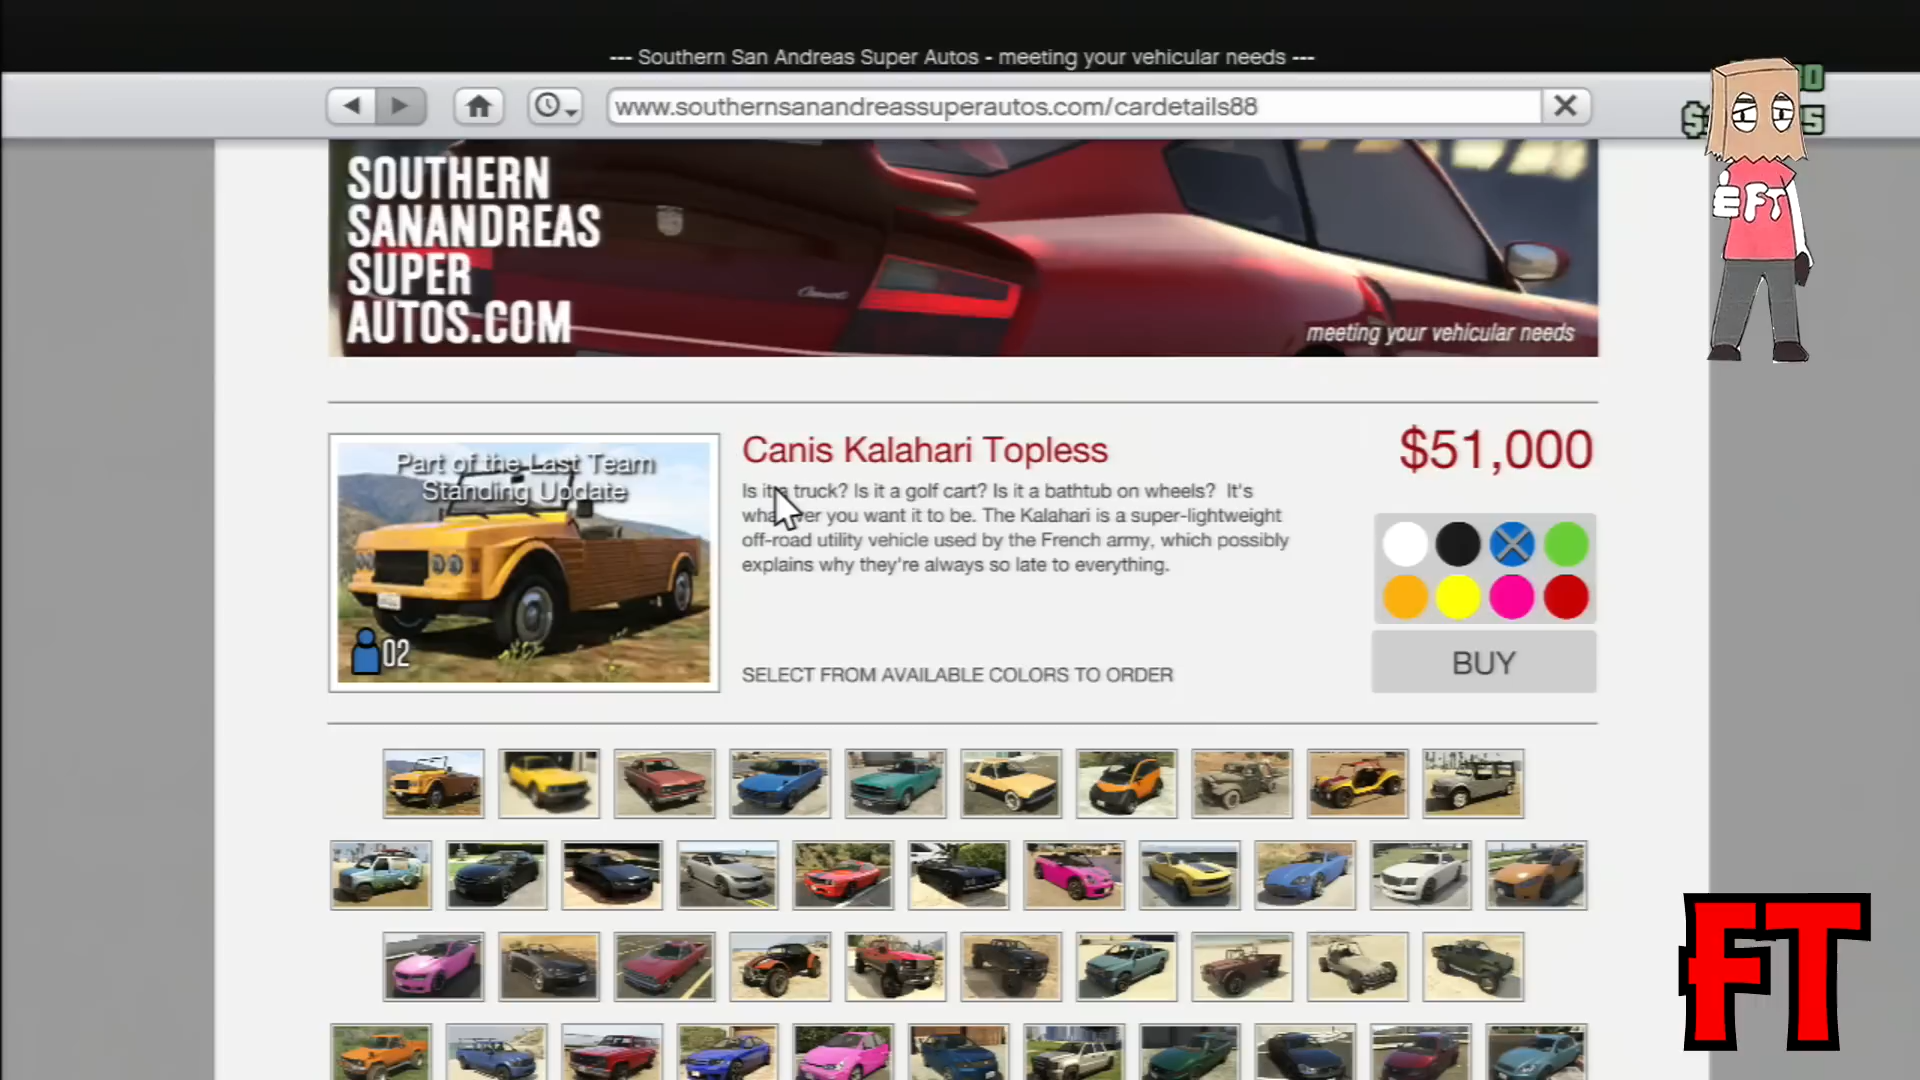 --- Southern San Andreas Super Autos - meeting your vehicular needs ---
www.southernsanandreassuperautos.com/cardetails88
SOUTHERN
SANANDREAS
SUPER
AUTOS.COM
meeting your vehicular needs
FT
Part of the Last Team
Standing Update
02
Canis Kalahari Topless
$51,000
Is it a truck? Is it a golf cart? Is it a bathtub on wheels? It's
whatever you want it to be. The Kalahari is a super-lightweight
off-road utility vehicle used by the French army, which possibly
explains why they're always so late to everything.
SELECT FROM AVAILABLE COLORS TO ORDER
BUY
FT